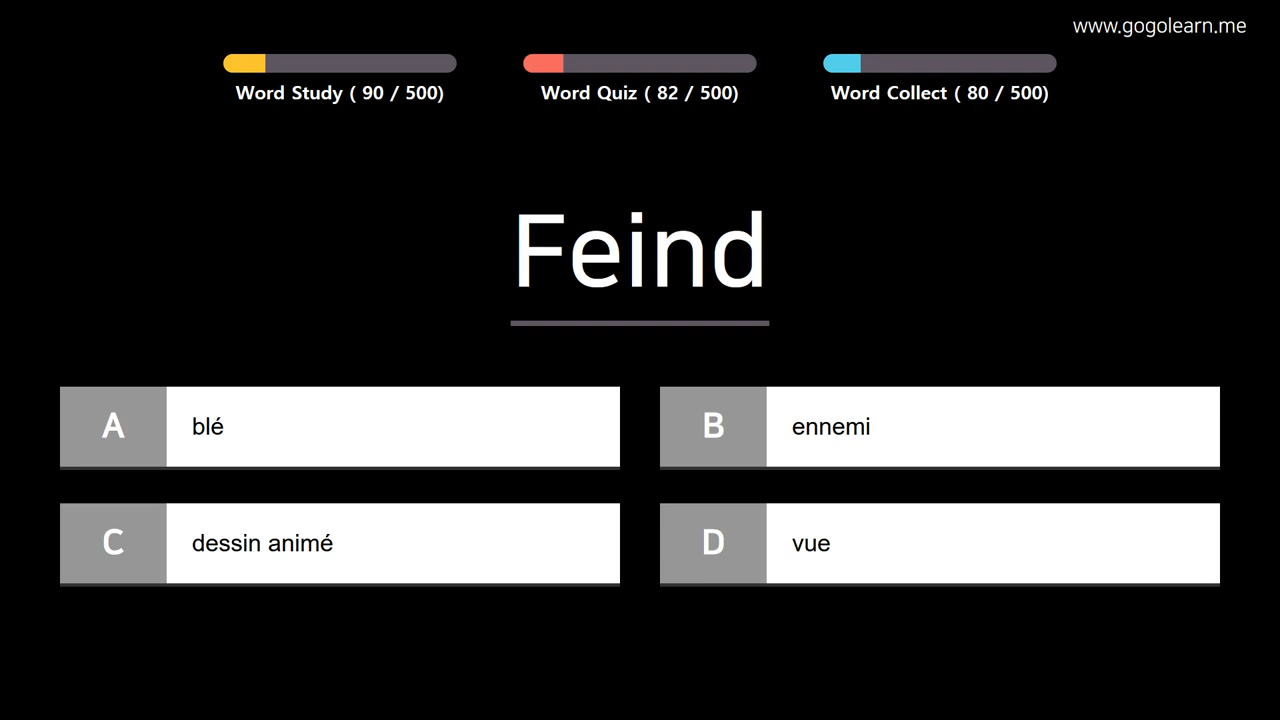 www.gogolearn.me
Word Study ( 90 / 500)
Word Quiz ( 82 / 500)
Word Collect ( 80 / 500)
Feind
A blé
B ennemi
C dessin animé
D vue